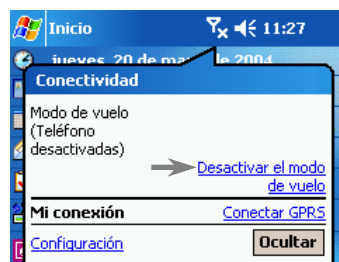 Inicio 11:27
jueves, 20 de ma de 2004
Conectividad
Modo de vuelo
(Teléfono
desactivadas)
Desactivar el modo
de vuelo
Mi conexión Conectar GPRS
Configuración Ocultar